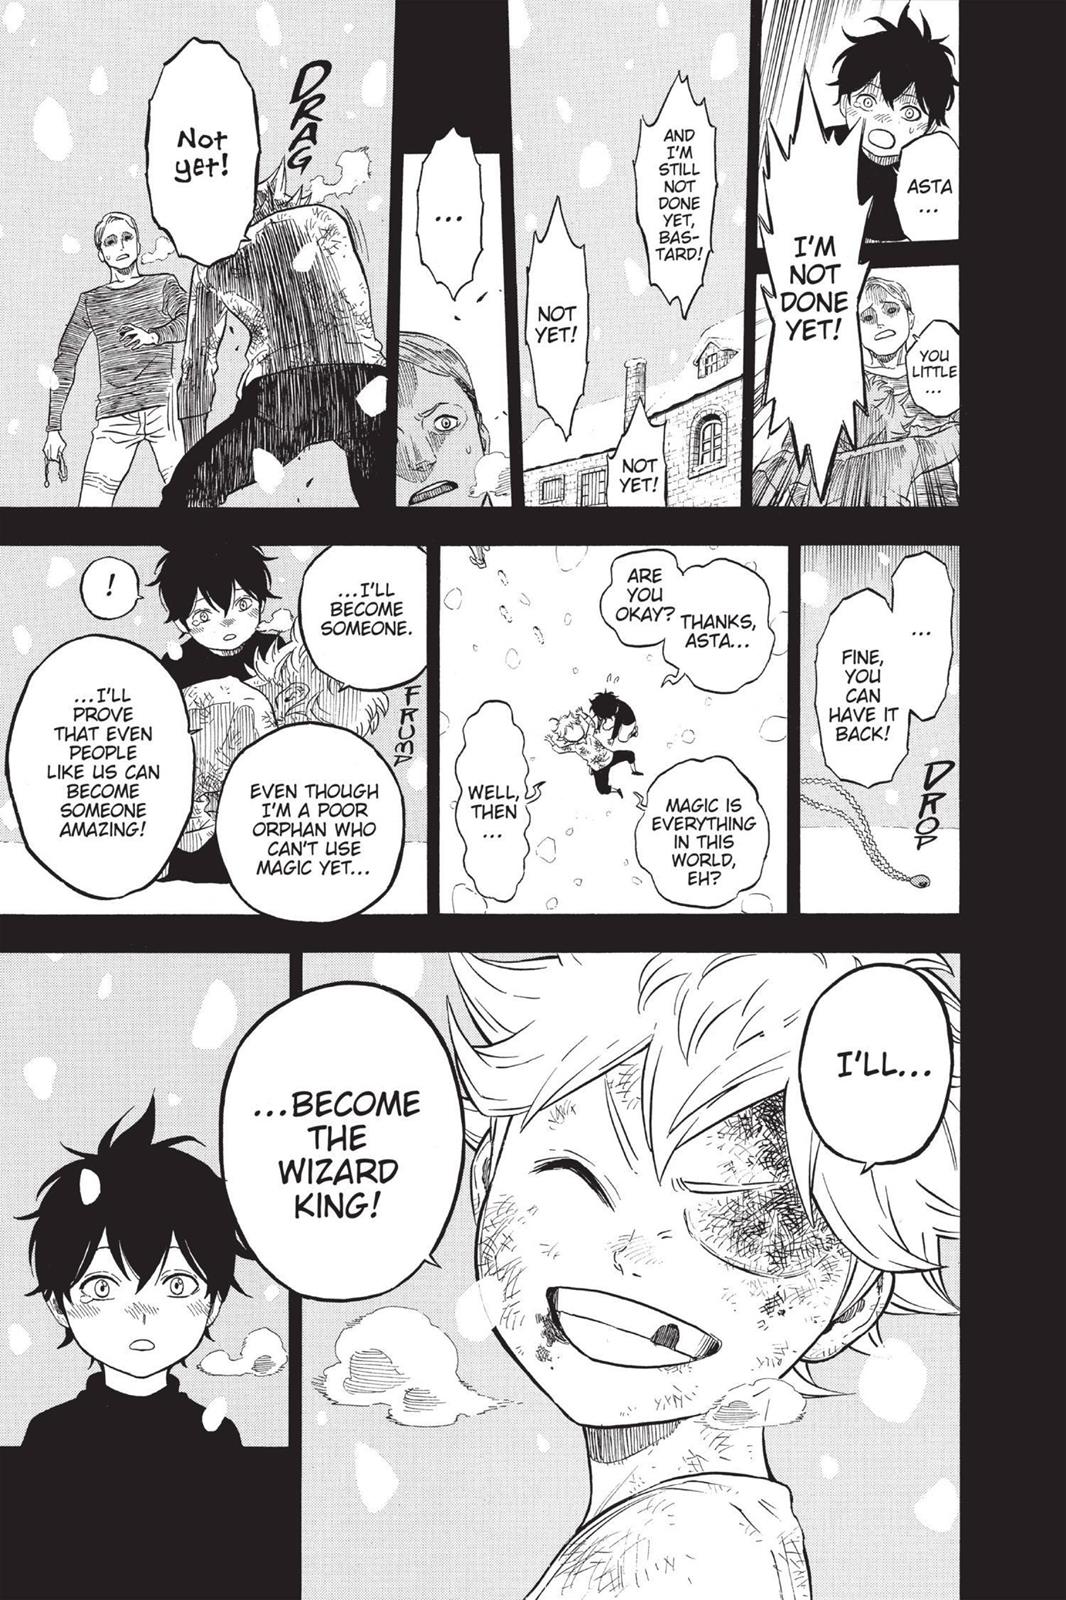 ASTA
...
I'M
NOT
DONE
YET!
YOU
LITTLE
...
AND
I'M
STILL
NOT
DONE
YET,
BAS-
TARD!
NOT
YET!
NOT
YET!
...
DRAG
Not
yet!
...
FINE,
YOU
CAN
HAVE IT
BACK!
DROP
ARE
YOU
OKAY?
THANKS,
ASTA...
MAGIC IS
EVERYTHING
IN THIS
WORLD,
EH?
WELL,
THEN
...
...I'LL
BECOME
SOMEONE.
FRUMP
!
EVEN THOUGH
I'M A POOR
ORPHAN WHO
CAN'T USE
MAGIC YET...
...I'LL
PROVE
THAT EVEN
PEOPLE
LIKE US CAN
BECOME
SOMEONE
AMAZING!
I'LL...
...BECOME
THE
WIZARD
KING!